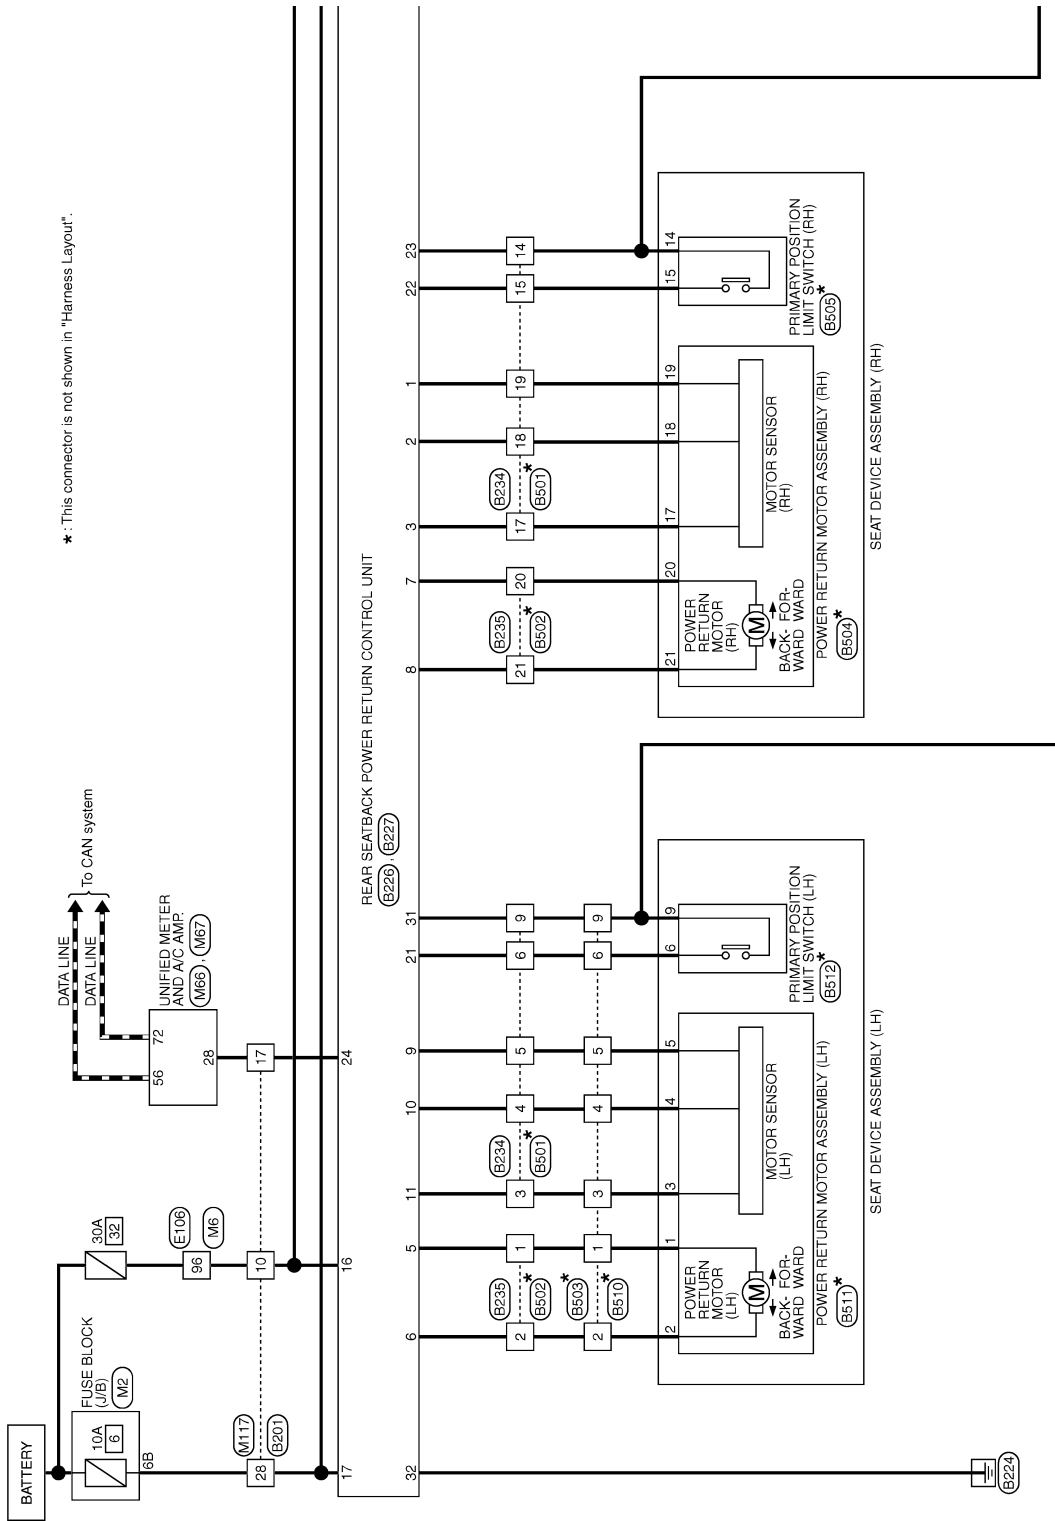 ★ : This connector is not shown in "Harness Layout".
BATTERY
FUSE BLOCK
(J/B)
M2
10A
6
6B
30A
32
E106
M6
96
M117
B201
28
10
17
UNIFIED METER
AND A/C AMP.
M66 , M67
56
72
28
DATA LINE
DATA LINE
To CAN system
17
16
24
REAR SEATBACK POWER RETURN CONTROL UNIT
B226 , B227
32
6
5
11
10
9
21
31
8
7
3
2
1
22
23
B224
B235
B502 ★
B234
B501 ★
2
1
3
4
5
6
9
B503 ★
B510 ★
2
1
3
4
5
6
9
2
1
3
4
5
6
9
POWER
RETURN
MOTOR
(LH)
M
BACK-
WARD
FOR-
WARD
MOTOR SENSOR
(LH)
POWER RETURN MOTOR ASSEMBLY (LH)
B511 ★
PRIMARY POSITION
LIMIT SWITCH (LH)
B512 ★
SEAT DEVICE ASSEMBLY (LH)
B235
B502 ★
B234
B501 ★
21
20
17
18
19
15
14
21
20
17
18
19
15
14
POWER
RETURN
MOTOR
(RH)
M
BACK-
WARD
FOR-
WARD
MOTOR SENSOR
(RH)
POWER RETURN MOTOR ASSEMBLY (RH)
B504 ★
PRIMARY POSITION
LIMIT SWITCH (RH)
B505 ★
SEAT DEVICE ASSEMBLY (RH)